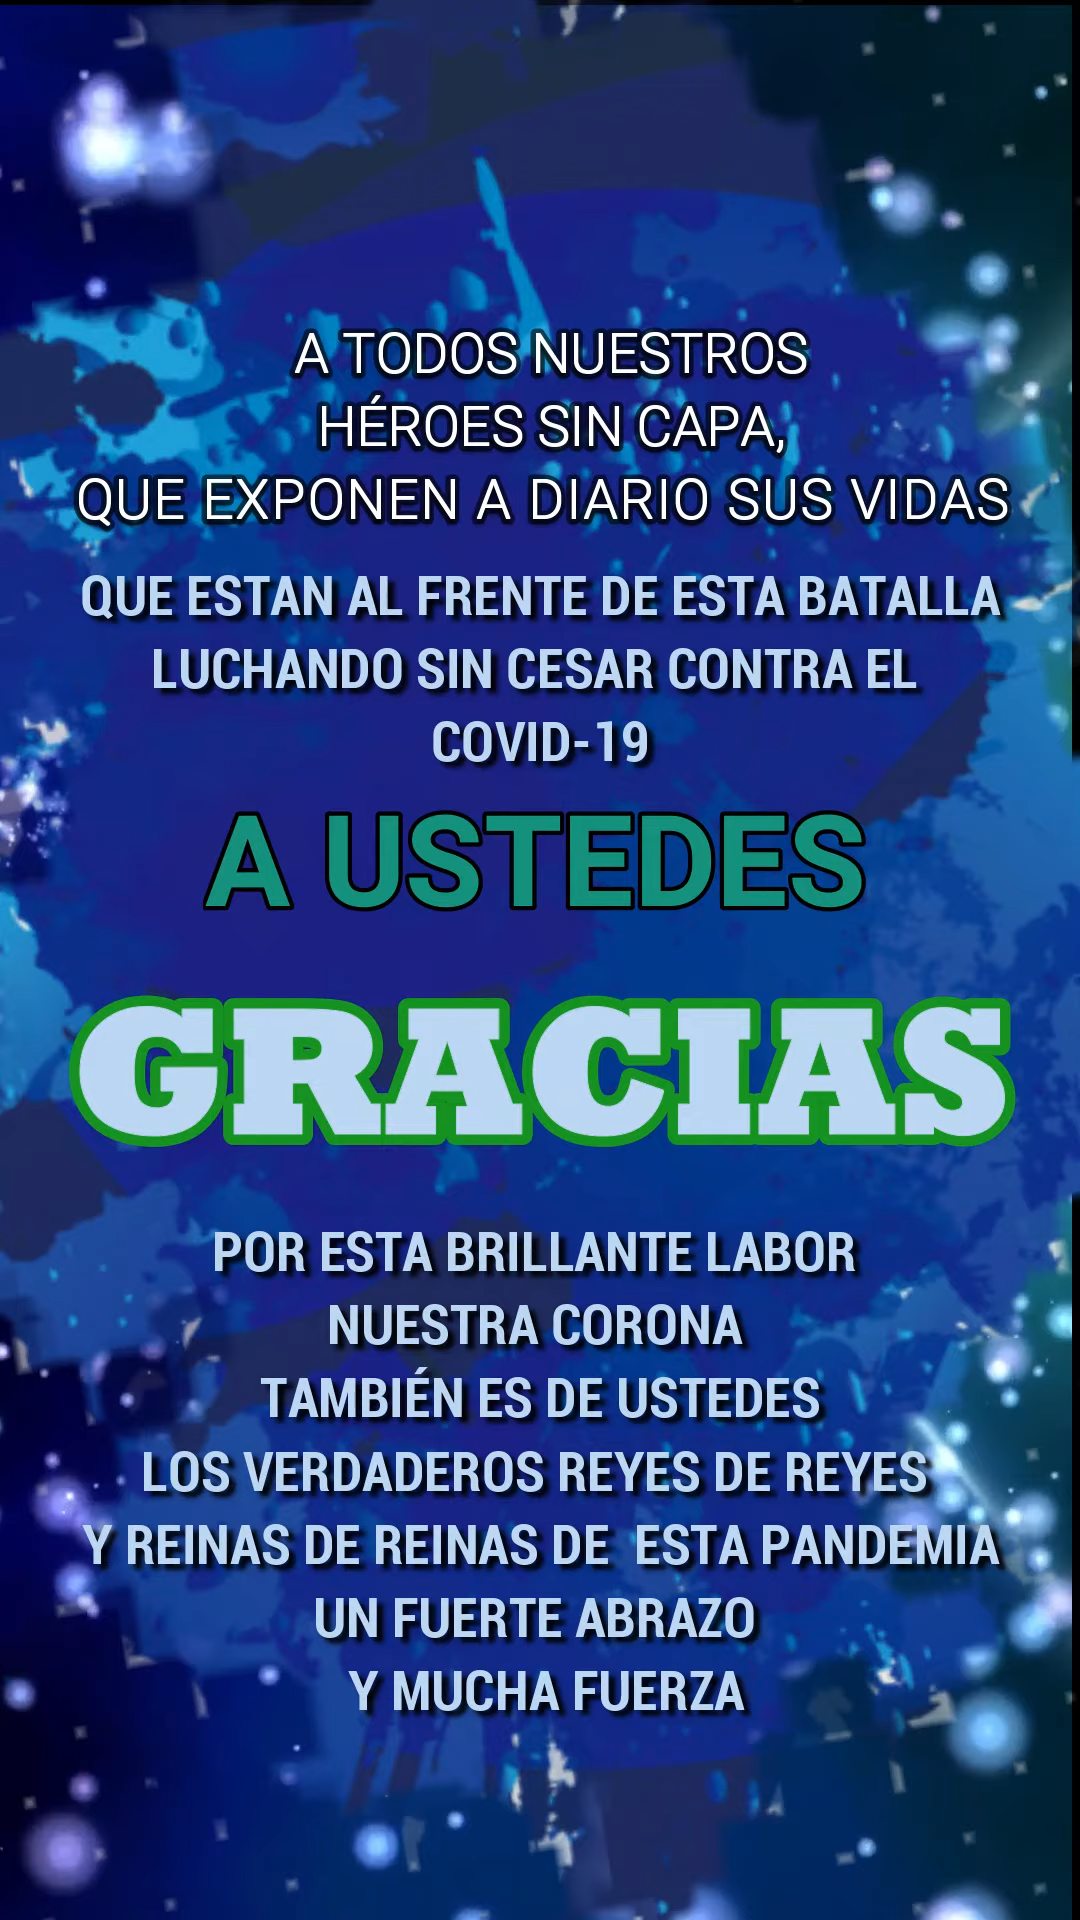 A TODOS NUESTROS
HÉROES SIN CAPA,
QUE EXPONEN A DIARIO SUS VIDAS
QUE ESTAN AL FRENTE DE ESTA BATALLA
LUCHANDO SIN CESAR CONTRA EL
COVID-19
A USTEDES
GRACIAS
POR ESTA BRILLANTE LABOR
NUESTRA CORONA
TAMBIÉN ES DE USTEDES
LOS VERDADEROS REYES DE REYES
Y REINAS DE REINAS DE ESTA PANDEMIA
UN FUERTE ABRAZO
Y MUCHA FUERZA